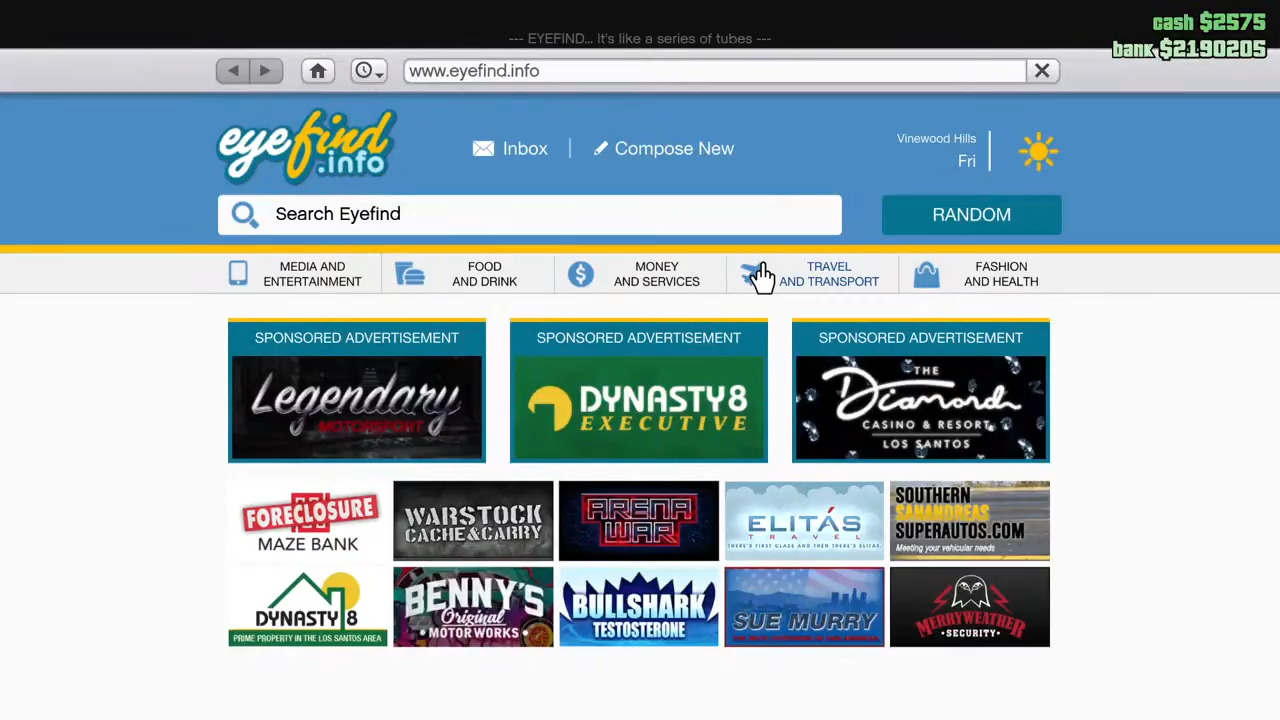 cash $2575
--- EYEFIND... It's like a series of tubes ---
bank $2190205
www.eyefind.info
eyefind
.info
Inbox
Compose New
Vinewood Hills
Fri
Search Eyefind
RANDOM
MEDIA AND
ENTERTAINMENT
FOOD
AND DRINK
MONEY
AND SERVICES
TRAVEL
AND TRANSPORT
FASHION
AND HEALTH
SPONSORED ADVERTISEMENT
Legendary
MOTORSPORT
SPONSORED ADVERTISEMENT
DYNASTY8
EXECUTIVE
SPONSORED ADVERTISEMENT
THE
Diamond
CASINO & RESORT
LOS SANTOS
FORECLOSURE
MAZE BANK
WARSTOCK
CACHE&CARRY
ARENA
WAR
ELITÁS
TRAVEL
THERE'S FIRST CLASS AND THEN THERE'S ELITAS
SOUTHERN
SANANDREAS
SUPERAUTOS.COM
Meeting your vehicular needs
DYNASTY 8
PRIME PROPERTY IN THE LOS SANTOS AREA
BENNY'S
Original
MOTOR WORKS
BULLSHARK
TESTOSTERONE
SUE MURRY
MERRYWEATHER
SECURITY